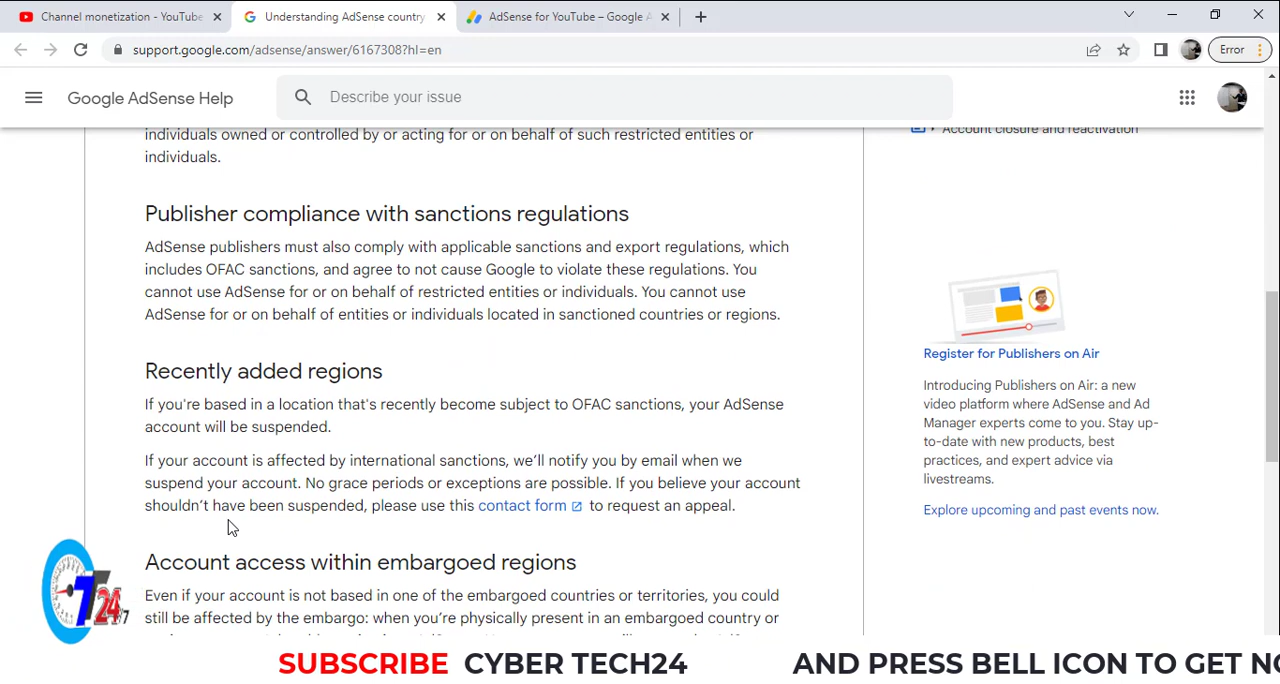 Channel monetization - YouTube
Understanding AdSense country
AdSense for YouTube – Google A
support.google.com/adsense/answer/6167308?hl=en
Error
Google AdSense Help
Describe your issue
individuals owned or controlled by or acting for or on behalf of such restricted entities or
individuals.
Account closure and reactivation
Publisher compliance with sanctions regulations
AdSense publishers must also comply with applicable sanctions and export regulations, which
includes OFAC sanctions, and agree to not cause Google to violate these regulations. You
cannot use AdSense for or on behalf of restricted entities or individuals. You cannot use
AdSense for or on behalf of entities or individuals located in sanctioned countries or regions.
Recently added regions
If you're based in a location that's recently become subject to OFAC sanctions, your AdSense
account will be suspended.
If your account is affected by international sanctions, we’ll notify you by email when we
suspend your account. No grace periods or exceptions are possible. If you believe your account
shouldn’t have been suspended, please use this contact form to request an appeal.
Account access within embargoed regions
Even if your account is not based in one of the embargoed countries or territories, you could
still be affected by the embargo: when you’re physically present in an embargoed country or
Register for Publishers on Air
Introducing Publishers on Air: a new
video platform where AdSense and Ad
Manager experts come to you. Stay up-
to-date with new products, best
practices, and expert advice via
livestreams.
Explore upcoming and past events now.
T24/7
SUBSCRIBE CYBER TECH24 AND PRESS BELL ICON TO GET NO